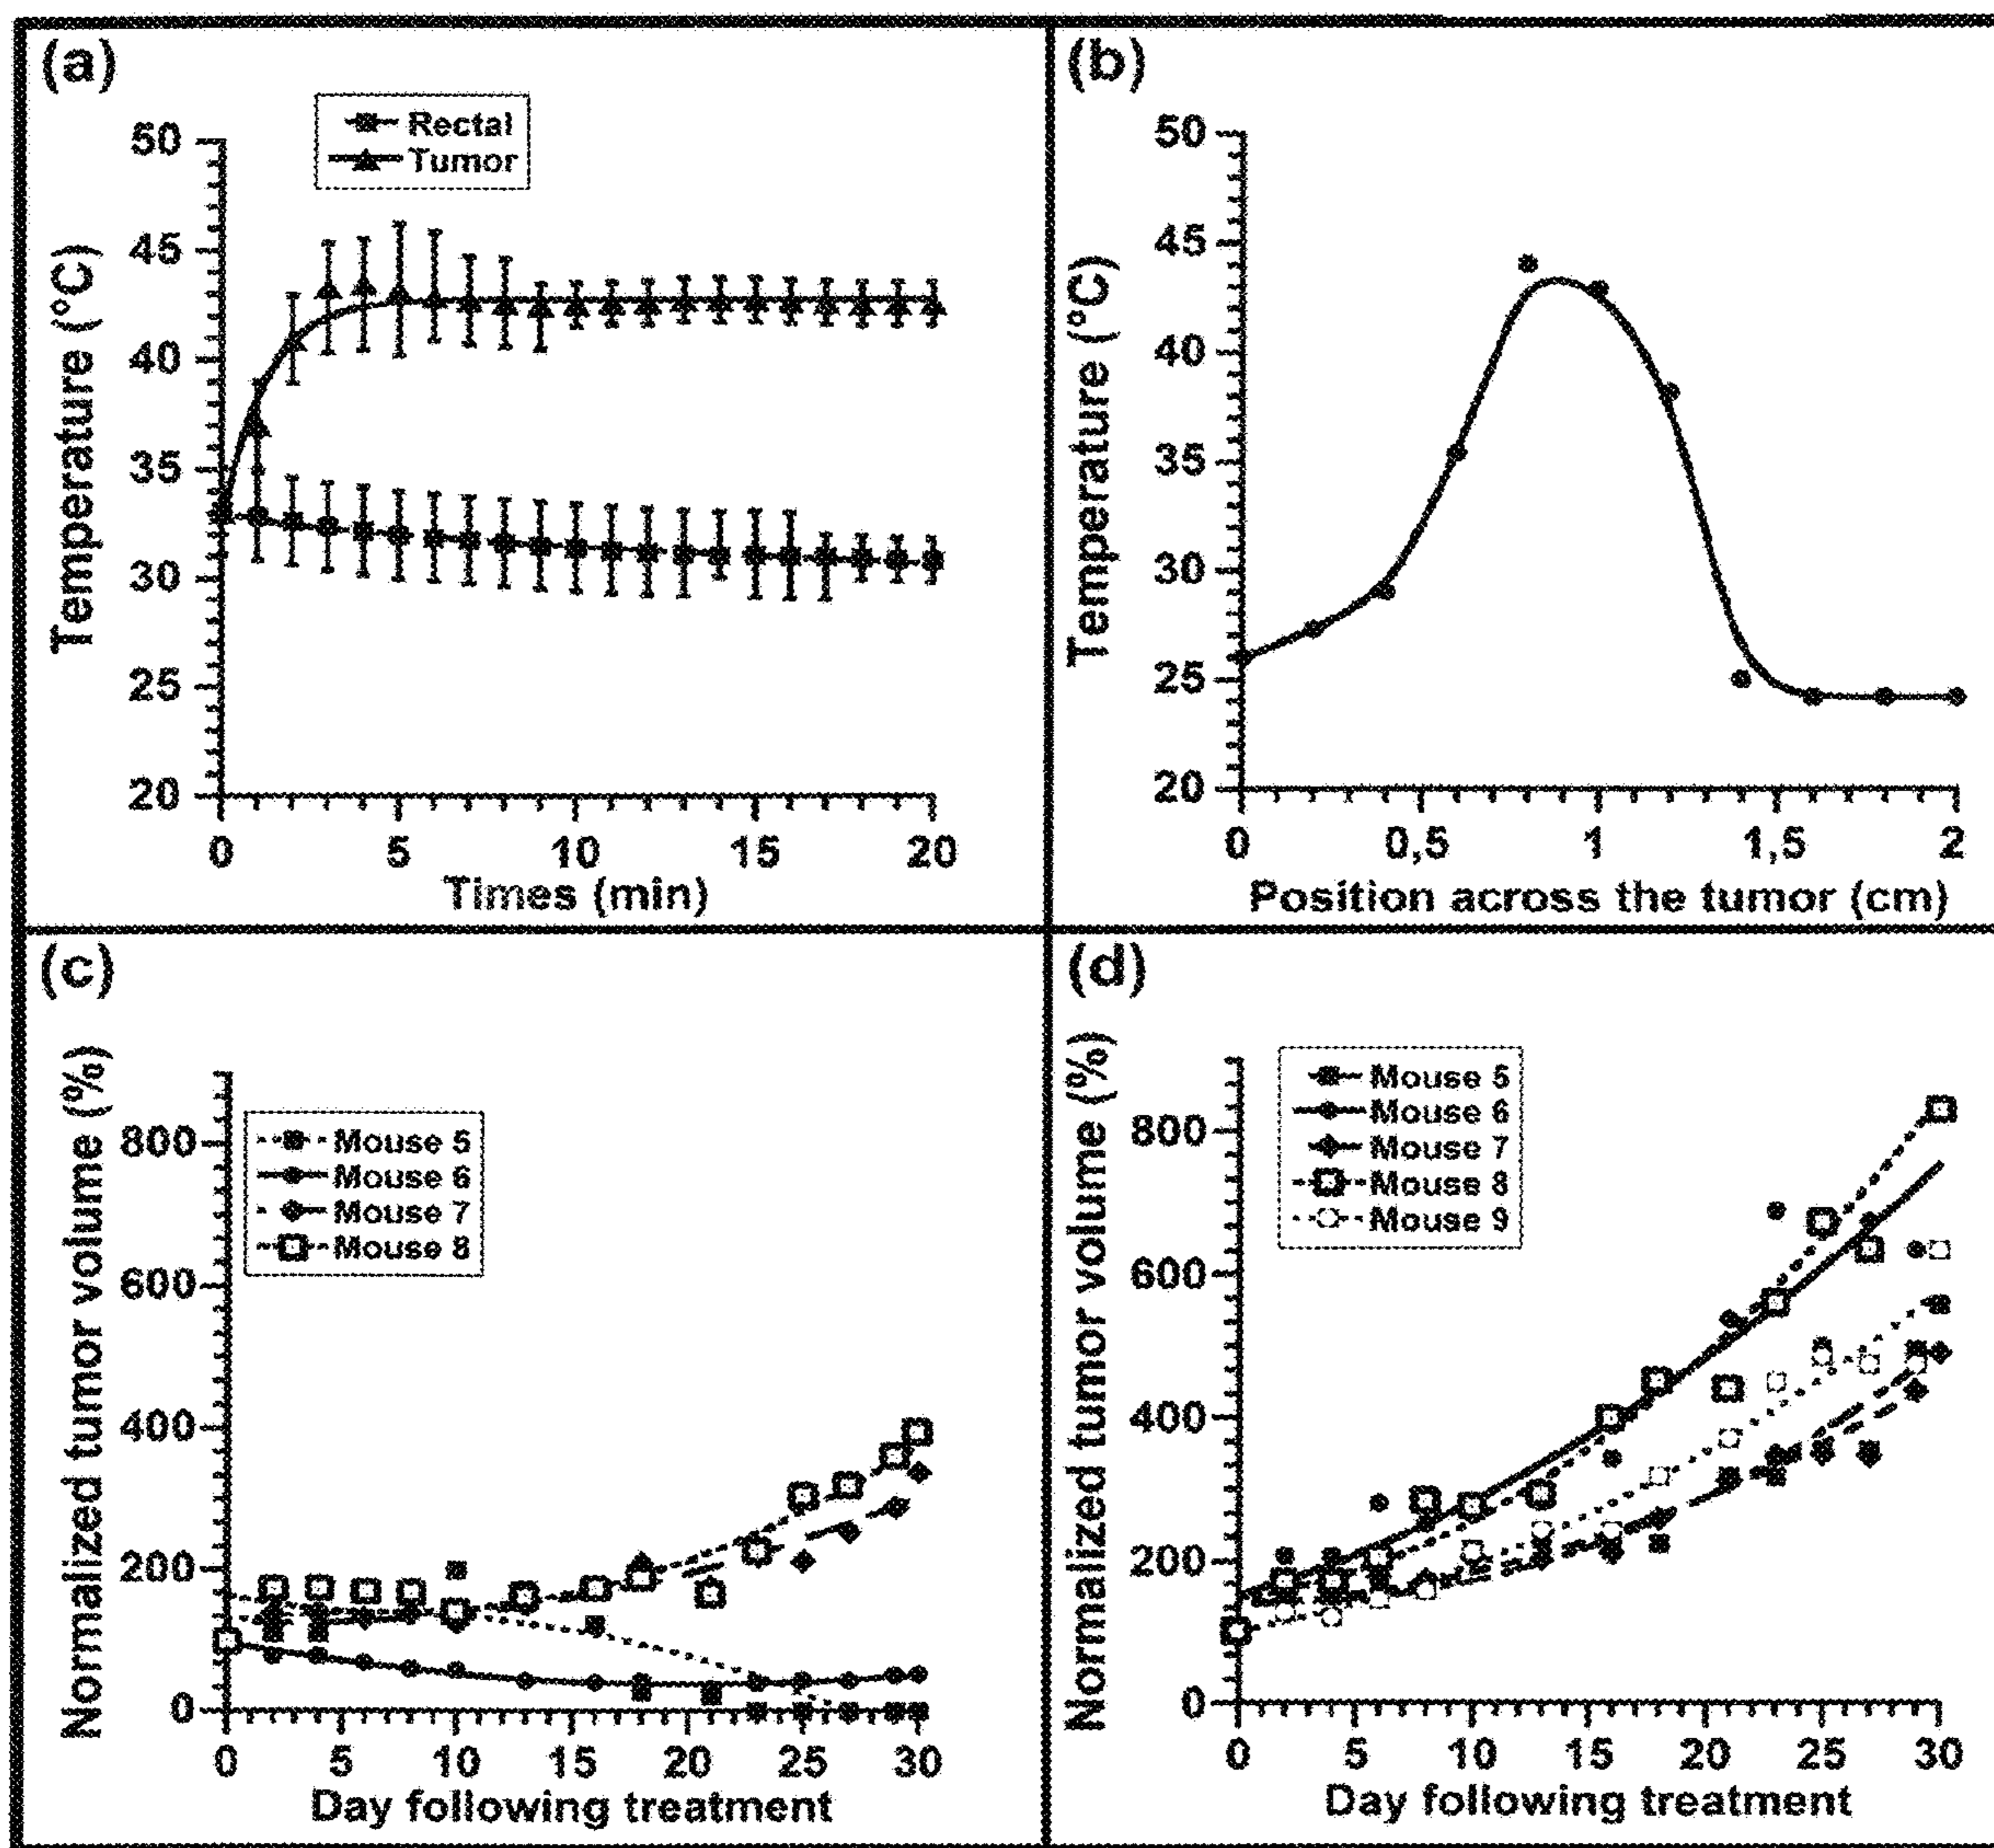 (a)
Rectal
Tumor
50
45
40
35
30
25
20
Temperature (°C)
0 5 10 15 20
Times (min)
(b)
50
45
40
35
30
25
20
Temperature (°C)
0 0,5 1 1,5 2
Position across the tumor (cm)
(c)
Mouse 5
Mouse 6
Mouse 7
Mouse 8
800
600
400
200
0
Normalized tumor volume (%)
0 5 10 15 20 25 30
Day following treatment
(d)
Mouse 5
Mouse 6
Mouse 7
Mouse 8
Mouse 9
800
600
400
200
0
Normalized tumor volume (%)
0 5 10 15 20 25 30
Day following treatment